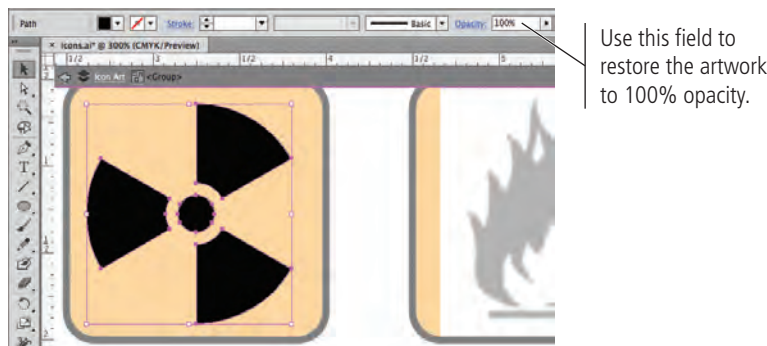 Path Stroke: Basic Opacity: 100%
× Icons.ai* @ 300% (CMYK/Preview)
1/2 3 1/2 4 1/2 5
Icon Art <Group>
Use this field to
restore the artwork
to 100% opacity.